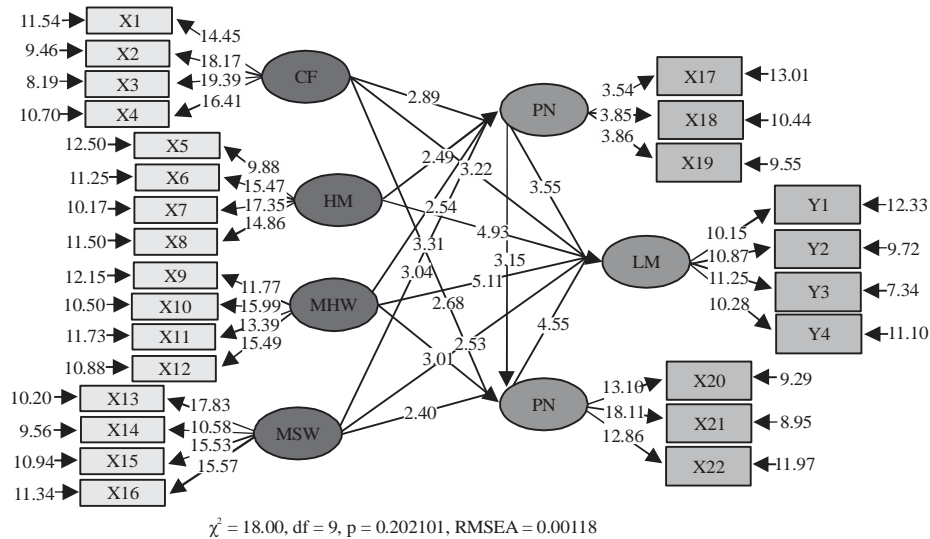 11.54 X1 14.45
9.46 X2 18.17
8.19 X3 19.39
10.70 X4 16.41
CF
12.50 X5 9.88
11.25 X6 15.47
10.17 X7 17.35
11.50 X8 14.86
HM
12.15 X9 11.77
10.50 X10 15.99
11.73 X11 13.39
10.88 X12 15.49
MHW
10.20 X13 17.83
9.56 X14 10.58
10.94 X15 15.53
11.34 X16 15.57
MSW
2.89
2.49 3.22
2.54
3.31
3.04
2.68
2.53
3.01
2.40
4.93
5.11
3.15
3.55
4.55
PN
3.54 X17 13.01
3.85 X18 10.44
3.86 X19 9.55
LM
10.15 Y1 12.33
10.87 Y2 9.72
11.25 Y3 7.34
10.28 Y4 11.10
PN
13.10 X20 9.29
18.11 X21 8.95
12.86 X22 11.97
χ² = 18.00, df = 9, p = 0.202101, RMSEA = 0.00118